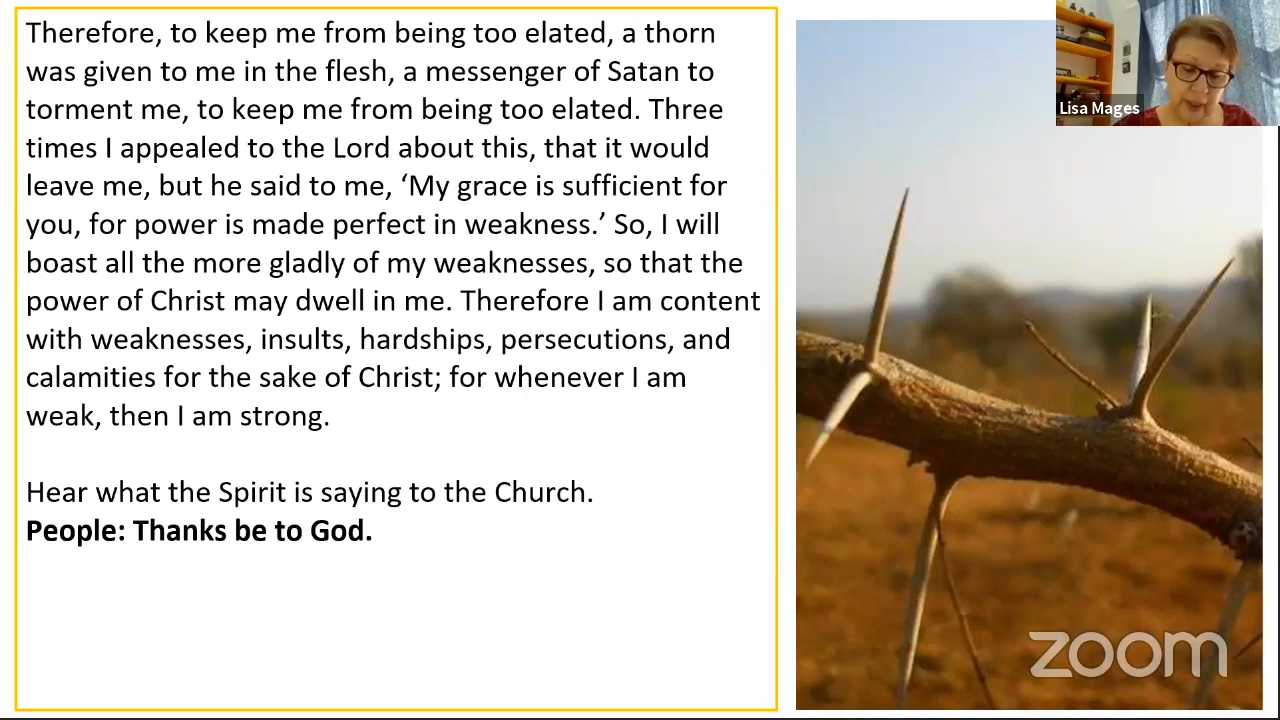 Therefore, to keep me from being too elated, a thorn
was given to me in the flesh, a messenger of Satan to
torment me, to keep me from being too elated. Three
times I appealed to the Lord about this, that it would
leave me, but he said to me, ‘My grace is sufficient for
you, for power is made perfect in weakness.’ So, I will
boast all the more gladly of my weaknesses, so that the
power of Christ may dwell in me. Therefore I am content
with weaknesses, insults, hardships, persecutions, and
calamities for the sake of Christ; for whenever I am
weak, then I am strong.
Hear what the Spirit is saying to the Church.
People: Thanks be to God.
Lisa Mages
zoom